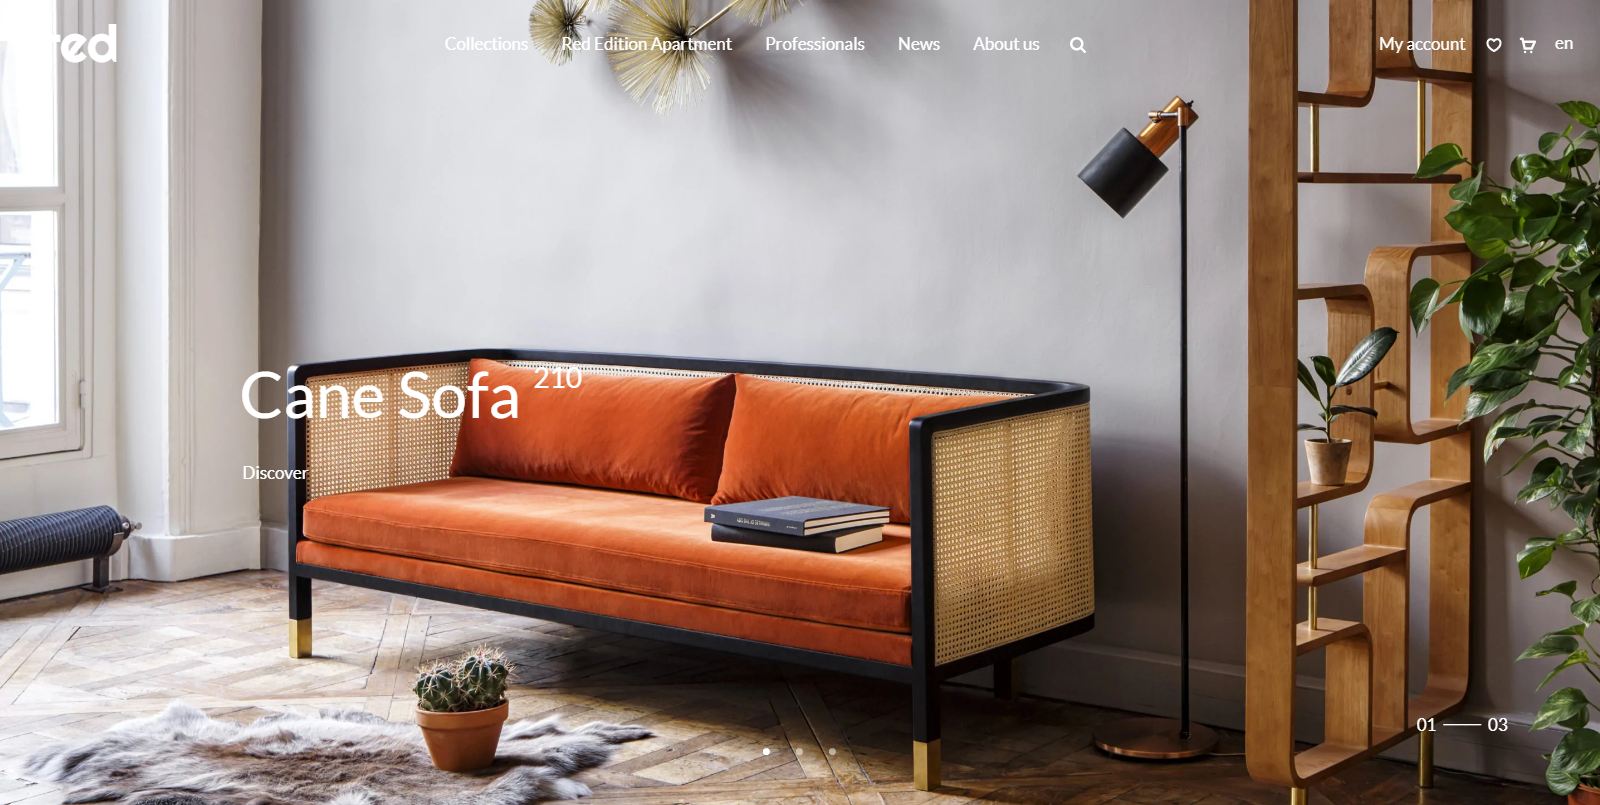 red
Collections
Red Edition Apartment
Professionals
News
About us
My account
en
Cane Sofa 210
Discover
01
03